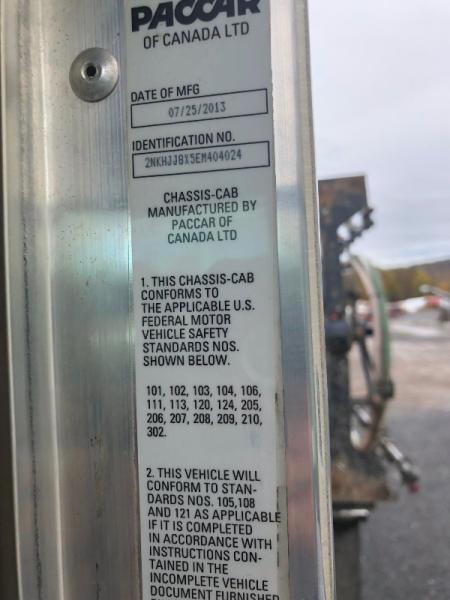 PACCAR
OF CANADA LTD
DATE OF MFG
07/25/2013
IDENTIFICATION NO.
2NKHJJ8X5EM404024
CHASSIS-CAB
MANUFACTURED BY
PACCAR OF
CANADA LTD
1. THIS CHASSIS-CAB
CONFORMS TO
THE APPLICABLE U.S.
FEDERAL MOTOR
VEHICLE SAFETY
STANDARDS NOS.
SHOWN BELOW.
101, 102, 103, 104, 106,
111, 113, 120, 124, 205,
206, 207, 208, 209, 210,
302.
2. THIS VEHICLE WILL
CONFORM TO STAN-
DARDS NOS. 105,108
AND 121 AS APPLICABLE
IF IT IS COMPLETED
IN ACCORDANCE WITH
INSTRUCTIONS CON-
TAINED IN THE
INCOMPLETE VEHICLE
DOCUMENT FURNISHED